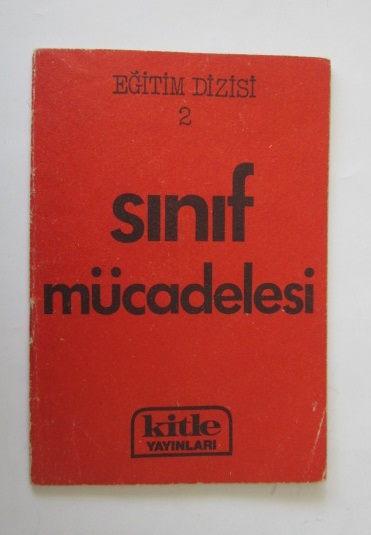 EĞİTİM DİZİSİ
2
sınıf
mücadelesi
kitle
YAYINLARI